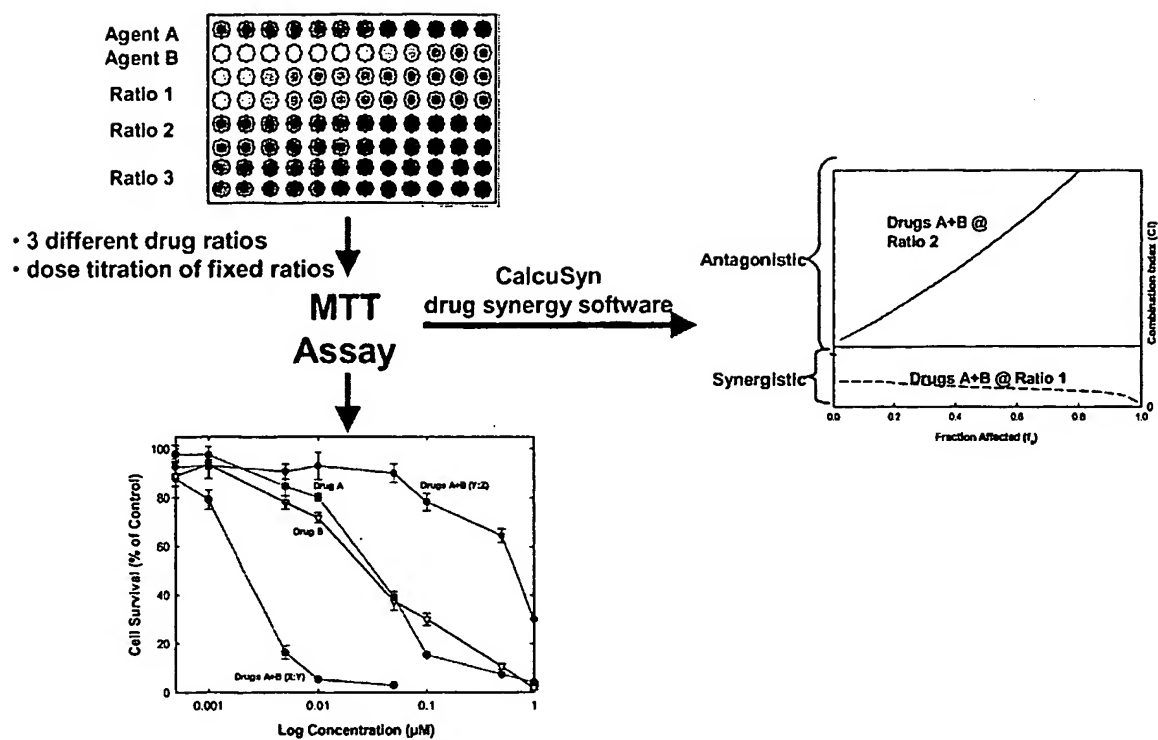 Agent A
Agent B
Ratio 1
Ratio 2
Ratio 3
• 3 different drug ratios
• dose titration of fixed ratios
MTT
Assay
CalcuSyn
drug synergy software
Antagonistic
Synergistic
Drugs A+B @
Ratio 2
Drugs A+B @ Ratio 1
Combination Index (CI)
0
0.0 0.2 0.4 0.6 0.8 1.0
Fraction Affected (fa)
100
80
60
40
20
0
Cell Survival (% of Control)
Drug A
Drugs A+B (Y:Z)
Drug B
Drugs A+B (X:Y)
0.001 0.01 0.1 1
Log Concentration (µM)